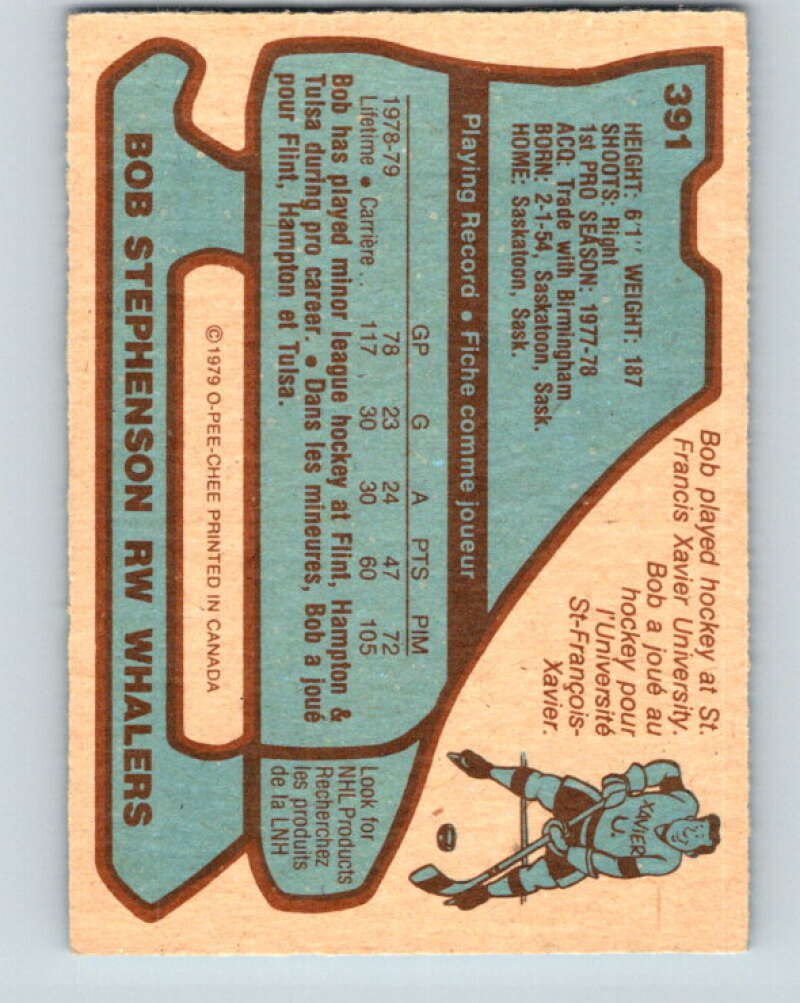 391
HEIGHT: 6'1" WEIGHT: 187
SHOOTS: Right
1st PRO SEASON: 1977-78
ACQ: Trade with Birmingham
BORN: 2-1-54, Saskatoon, Sask.
HOME: Saskatoon, Sask.
Bob played hockey at St.
Francis Xavier University.
Bob a joué au
hockey pour
l'Université
St-François-
Xavier.
XAVIER
U.
Playing Record • Fiche comme joueur
GP G A PTS PIM
1978-79 78 23 24 47 72
Lifetime • Carrière .. 117 30 30 60 105
Bob has played minor league hockey at Flint, Hampton &
Tulsa during pro career. • Dans les mineures, Bob a joué
pour Flint, Hampton et Tulsa.
Look for
NHL Products
Recherchez
les produits
de la LNH
©1979 O-PEE-CHEE PRINTED IN CANADA
BOB STEPHENSON RW WHALERS